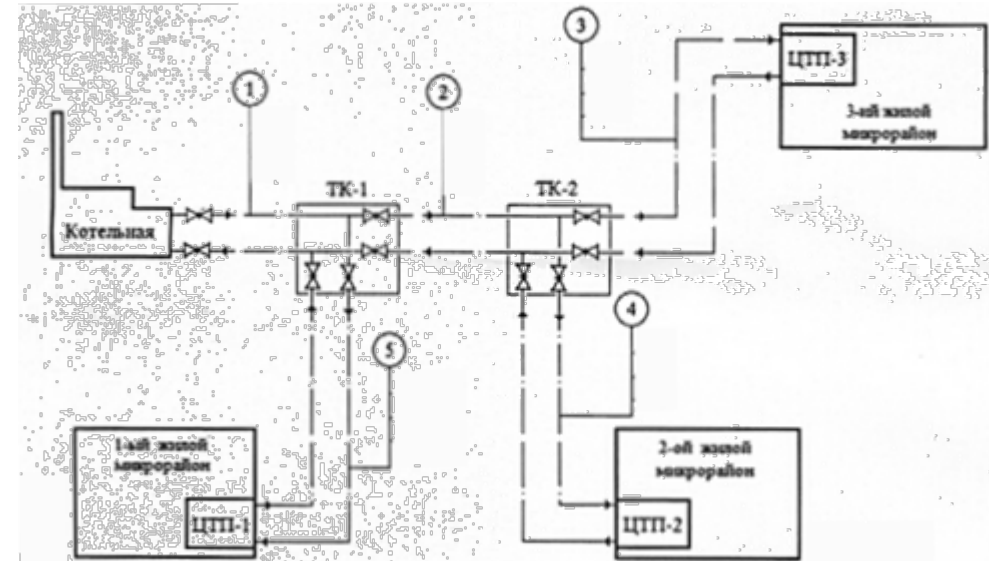 3
ЦТП-3
1
2
3-ий жилой
микрорайон
ТК-1
ТК-2
Котельная
4
5
1-ый жилой
микрорайон
2-ой жилой
микрорайон
ЦТП-1
ЦТП-2